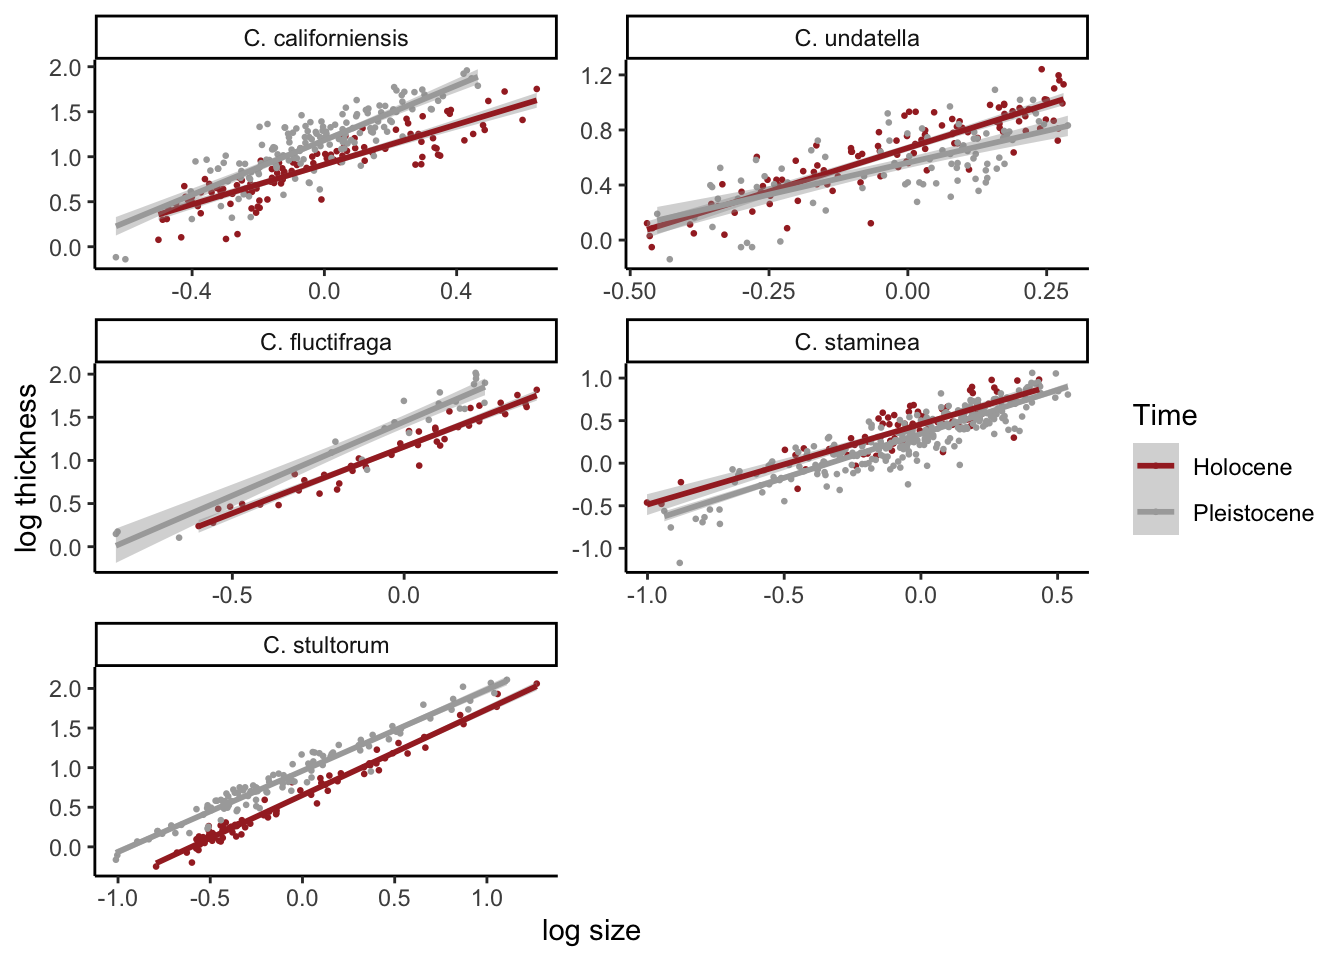 C. californiensis
C. undatella
2.0
1.5
1.0
0.5
0.0
1.2
0.8
0.4
0.0
-0.4 0.0 0.4
-0.50 -0.25 0.00 0.25
C. fluctifraga
C. staminea
2.0
1.5
1.0
0.5
0.0
1.0
0.5
0.0
-0.5
-1.0
-0.5 0.0
-1.0 -0.5 0.0 0.5
C. stultorum
2.0
1.5
1.0
0.5
0.0
-1.0 -0.5 0.0 0.5 1.0
log thickness
log size
Time
Holocene
Pleistocene